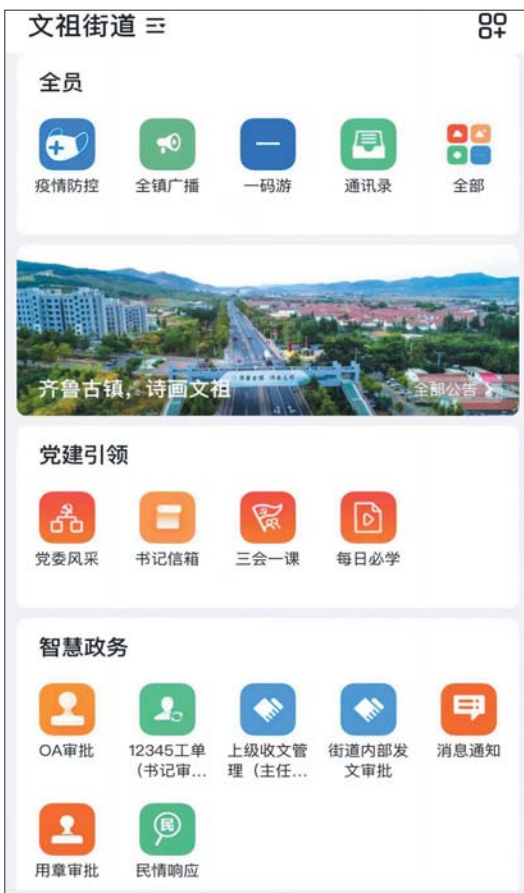 文祖街道
全员
疫情防控 全镇广播 一码游 通讯录 全部
齐鲁古镇，诗画文祖 全部公告
党建引领
党委风采 书记信箱 三会一课 每日必学
智慧政务
OA审批 12345工单 上级收文管 街道内部发 消息通知
（书记审... 理（主任... 文审批
用章审批 民情响应
民